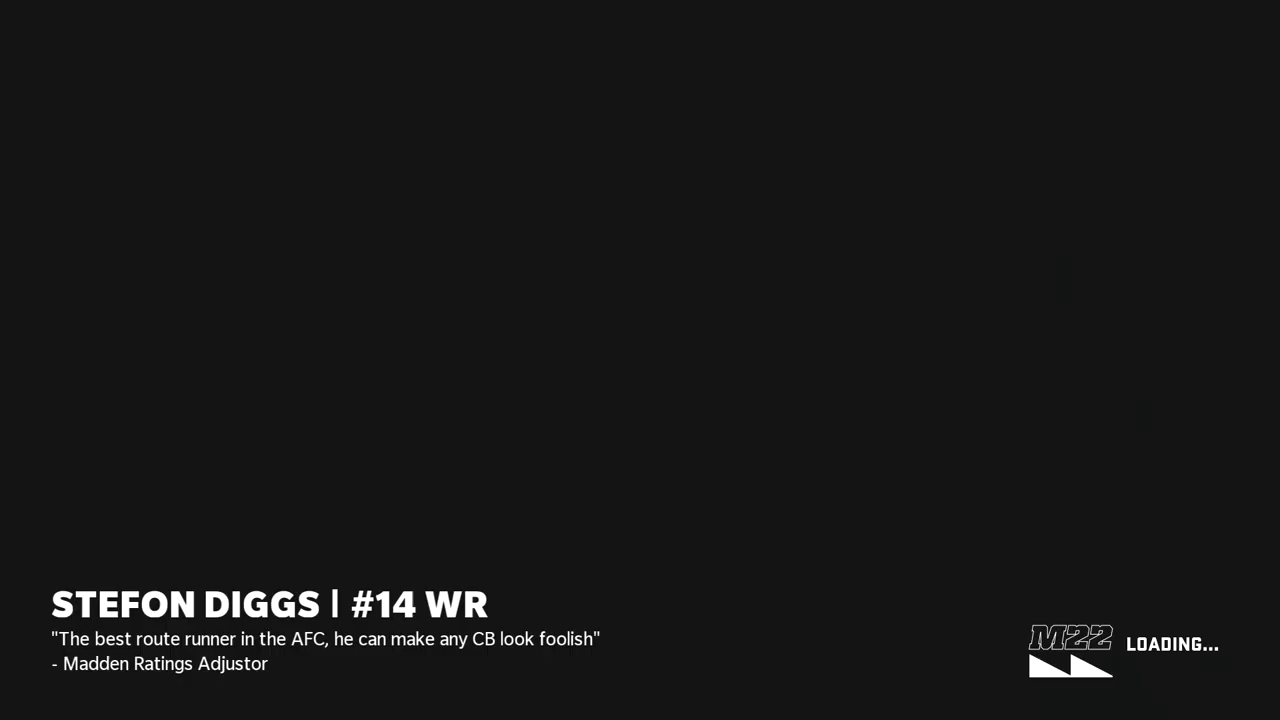 STEFON DIGGS | #14 WR
"The best route runner in the AFC, he can make any CB look foolish"
- Madden Ratings Adjustor
M22 LOADING...